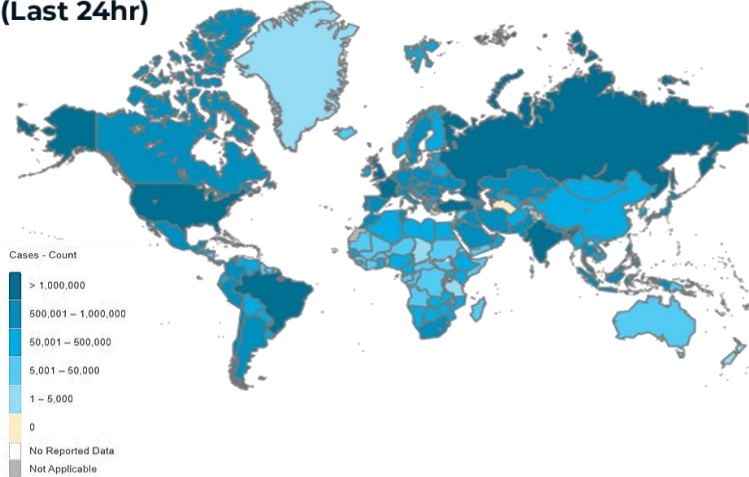 (Last 24hr)
Cases - Count
> 1,000,000
500,001 – 1,000,000
50,001 – 500,000
5,001 – 50,000
1 – 5,000
0
No Reported Data
Not Applicable